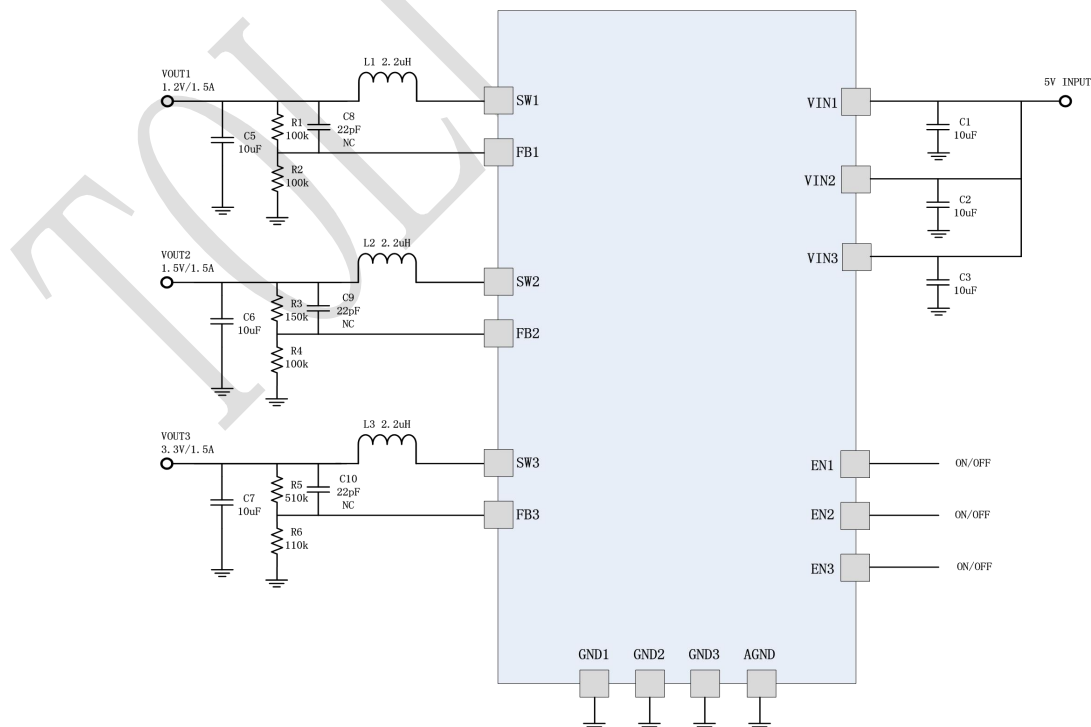 VOUT1
1.2V/1.5A
L1 2.2uH
C5
10uF
R1
100k
C8
22pF
NC
R2
100k
SW1
FB1
VOUT2
1.5V/1.5A
L2 2.2uH
C6
10uF
R3
150k
C9
22pF
NC
R4
100k
SW2
FB2
VOUT3
3.3V/1.5A
L3 2.2uH
C7
10uF
R5
510k
C10
22pF
NC
R6
110k
SW3
FB3
VIN1
VIN2
VIN3
5V INPUT
C1
10uF
C2
10uF
C3
10uF
EN1 ON/OFF
EN2 ON/OFF
EN3 ON/OFF
GND1 GND2 GND3 AGND